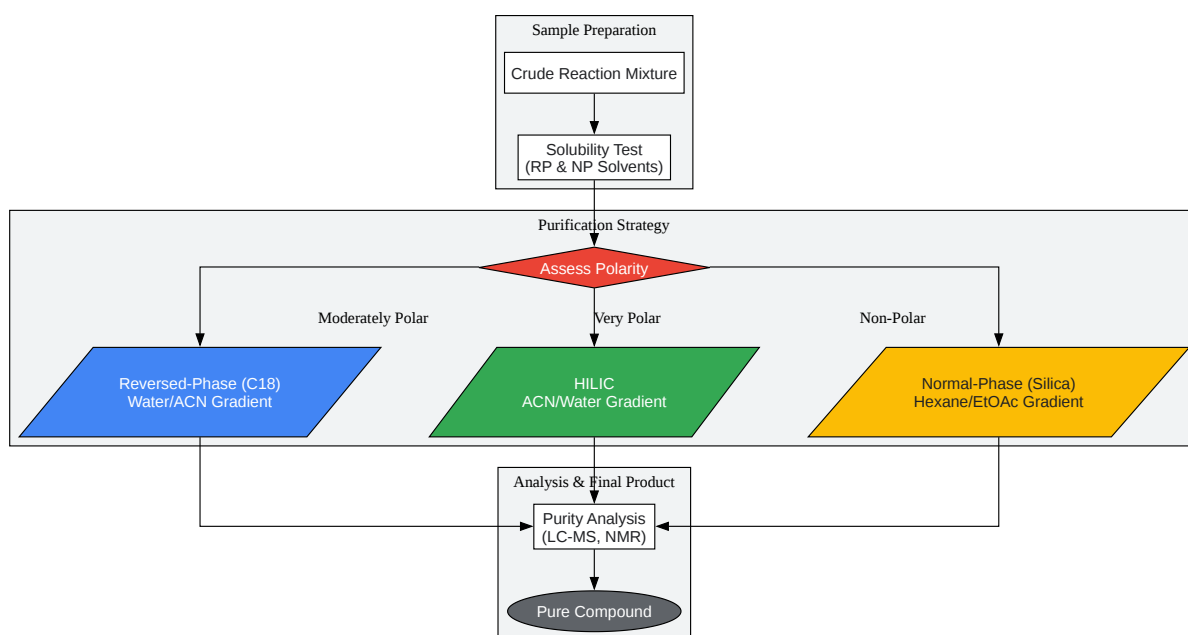 Sample Preparation
Crude Reaction Mixture
Solubility Test
(RP & NP Solvents)
Purification Strategy
Assess Polarity
Moderately Polar
Very Polar
Non-Polar
Reversed-Phase (C18)
Water/ACN Gradient
HILIC
ACN/Water Gradient
Normal-Phase (Silica)
Hexane/EtOAc Gradient
Analysis & Final Product
Purity Analysis
(LC-MS, NMR)
Pure Compound